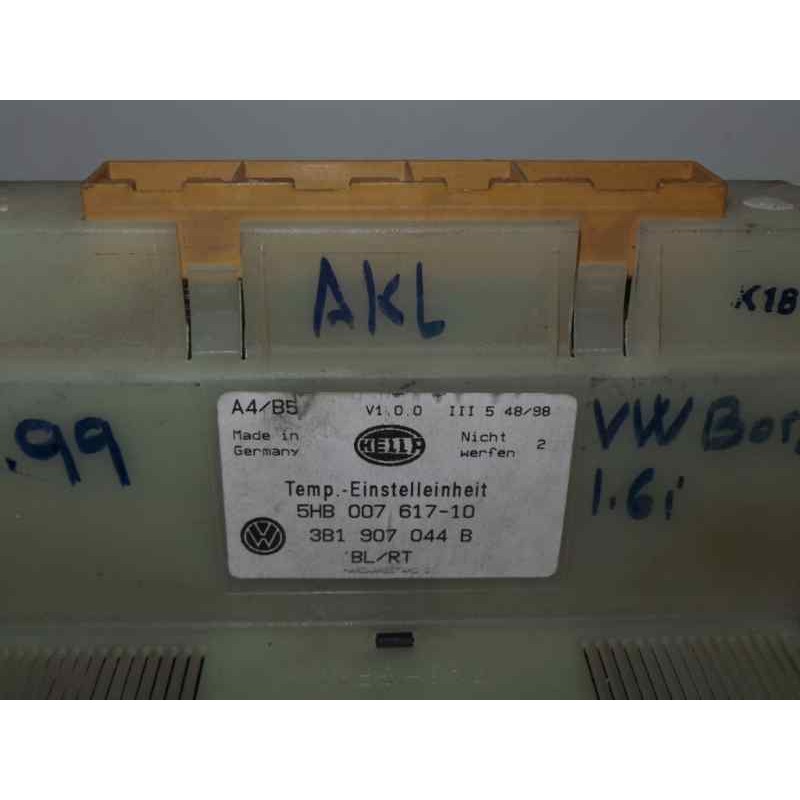 AKL
K1B
.99
VW Bor
1.6i
A4/B5 V1.0.0 III 5 48/98
Made in Germany
HELLA
Nicht werfen 2
Temp.-Einstelleinheit
5HB 007 617-10
3B1 907 044 B
BL/RT